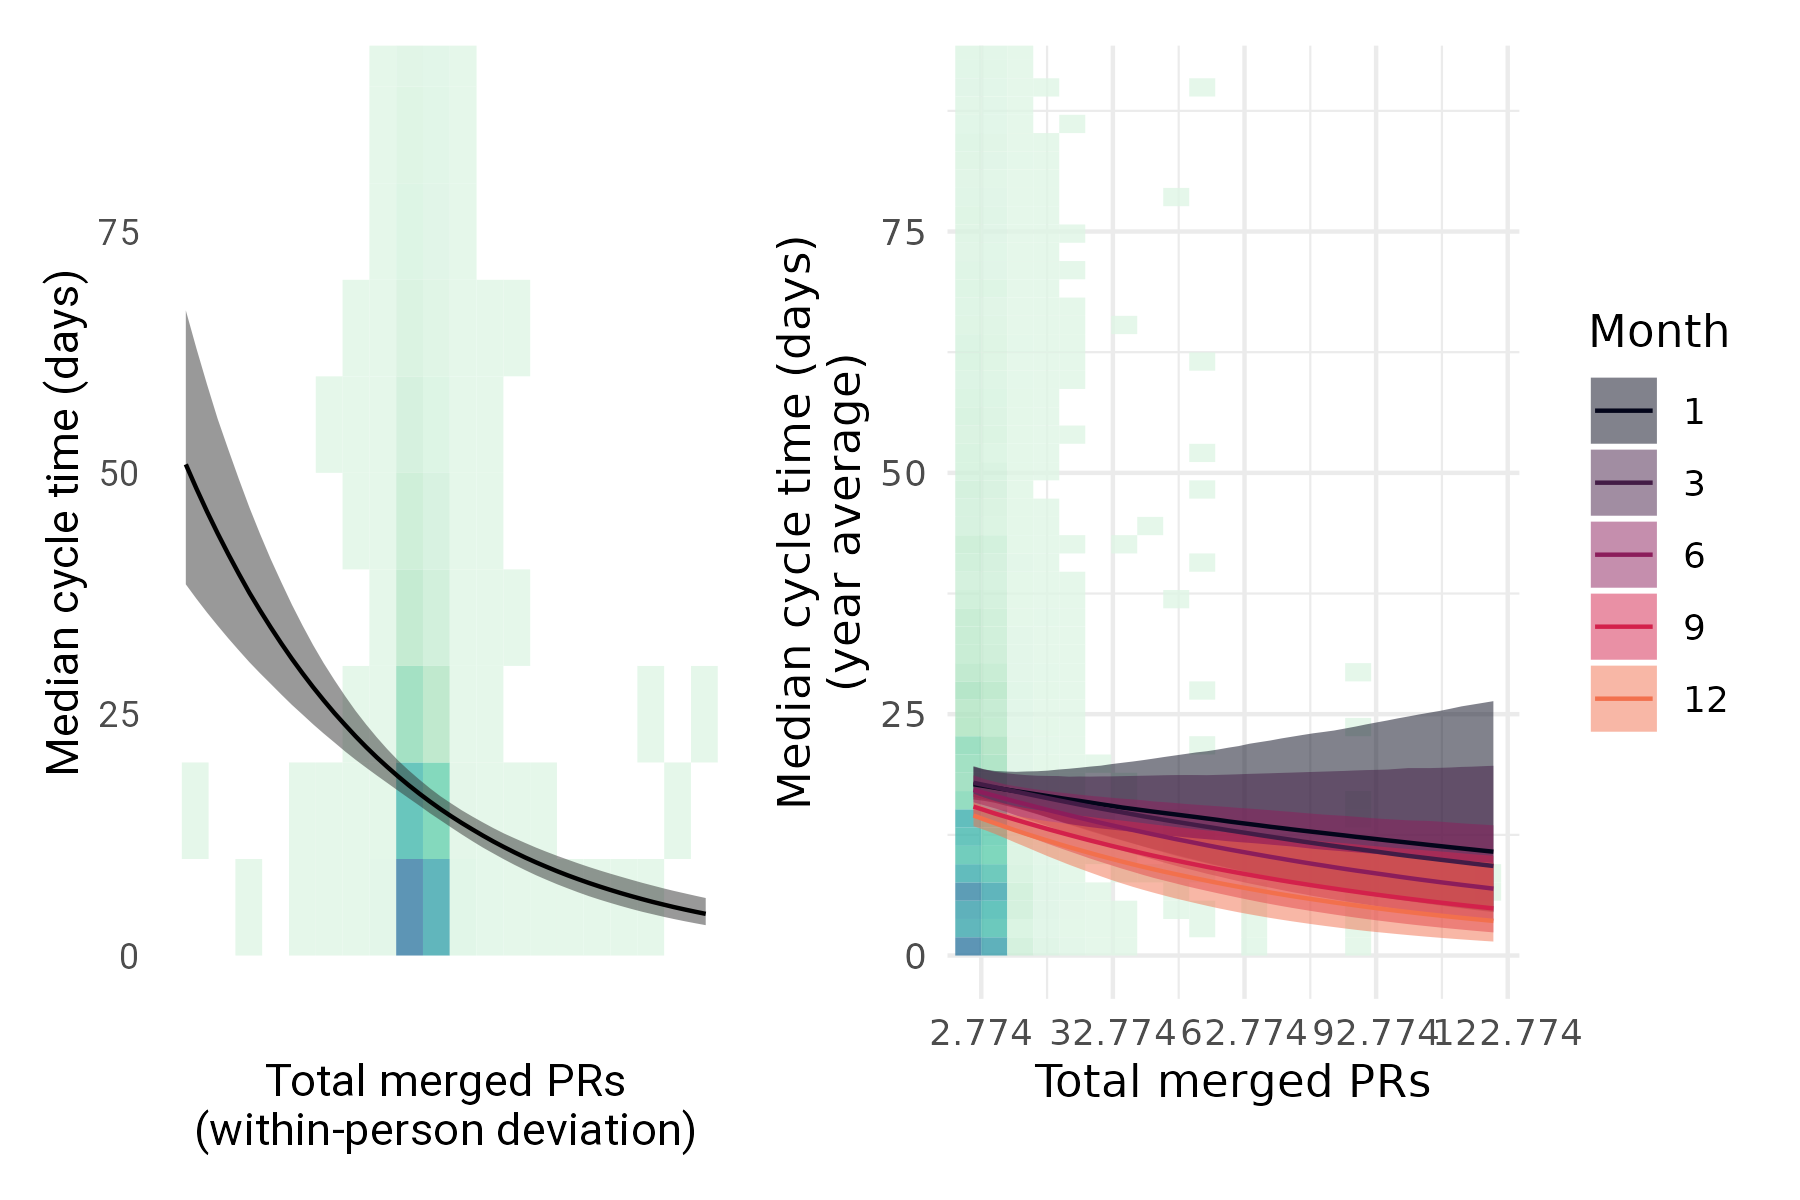 Median cycle time (days)
75
50
25
0
Total merged PRs
(within-person deviation)
Median cycle time (days)
(year average)
75
50
25
0
2.774 32.774 62.774 92.774 122.774
Total merged PRs
Month
1
3
6
9
12